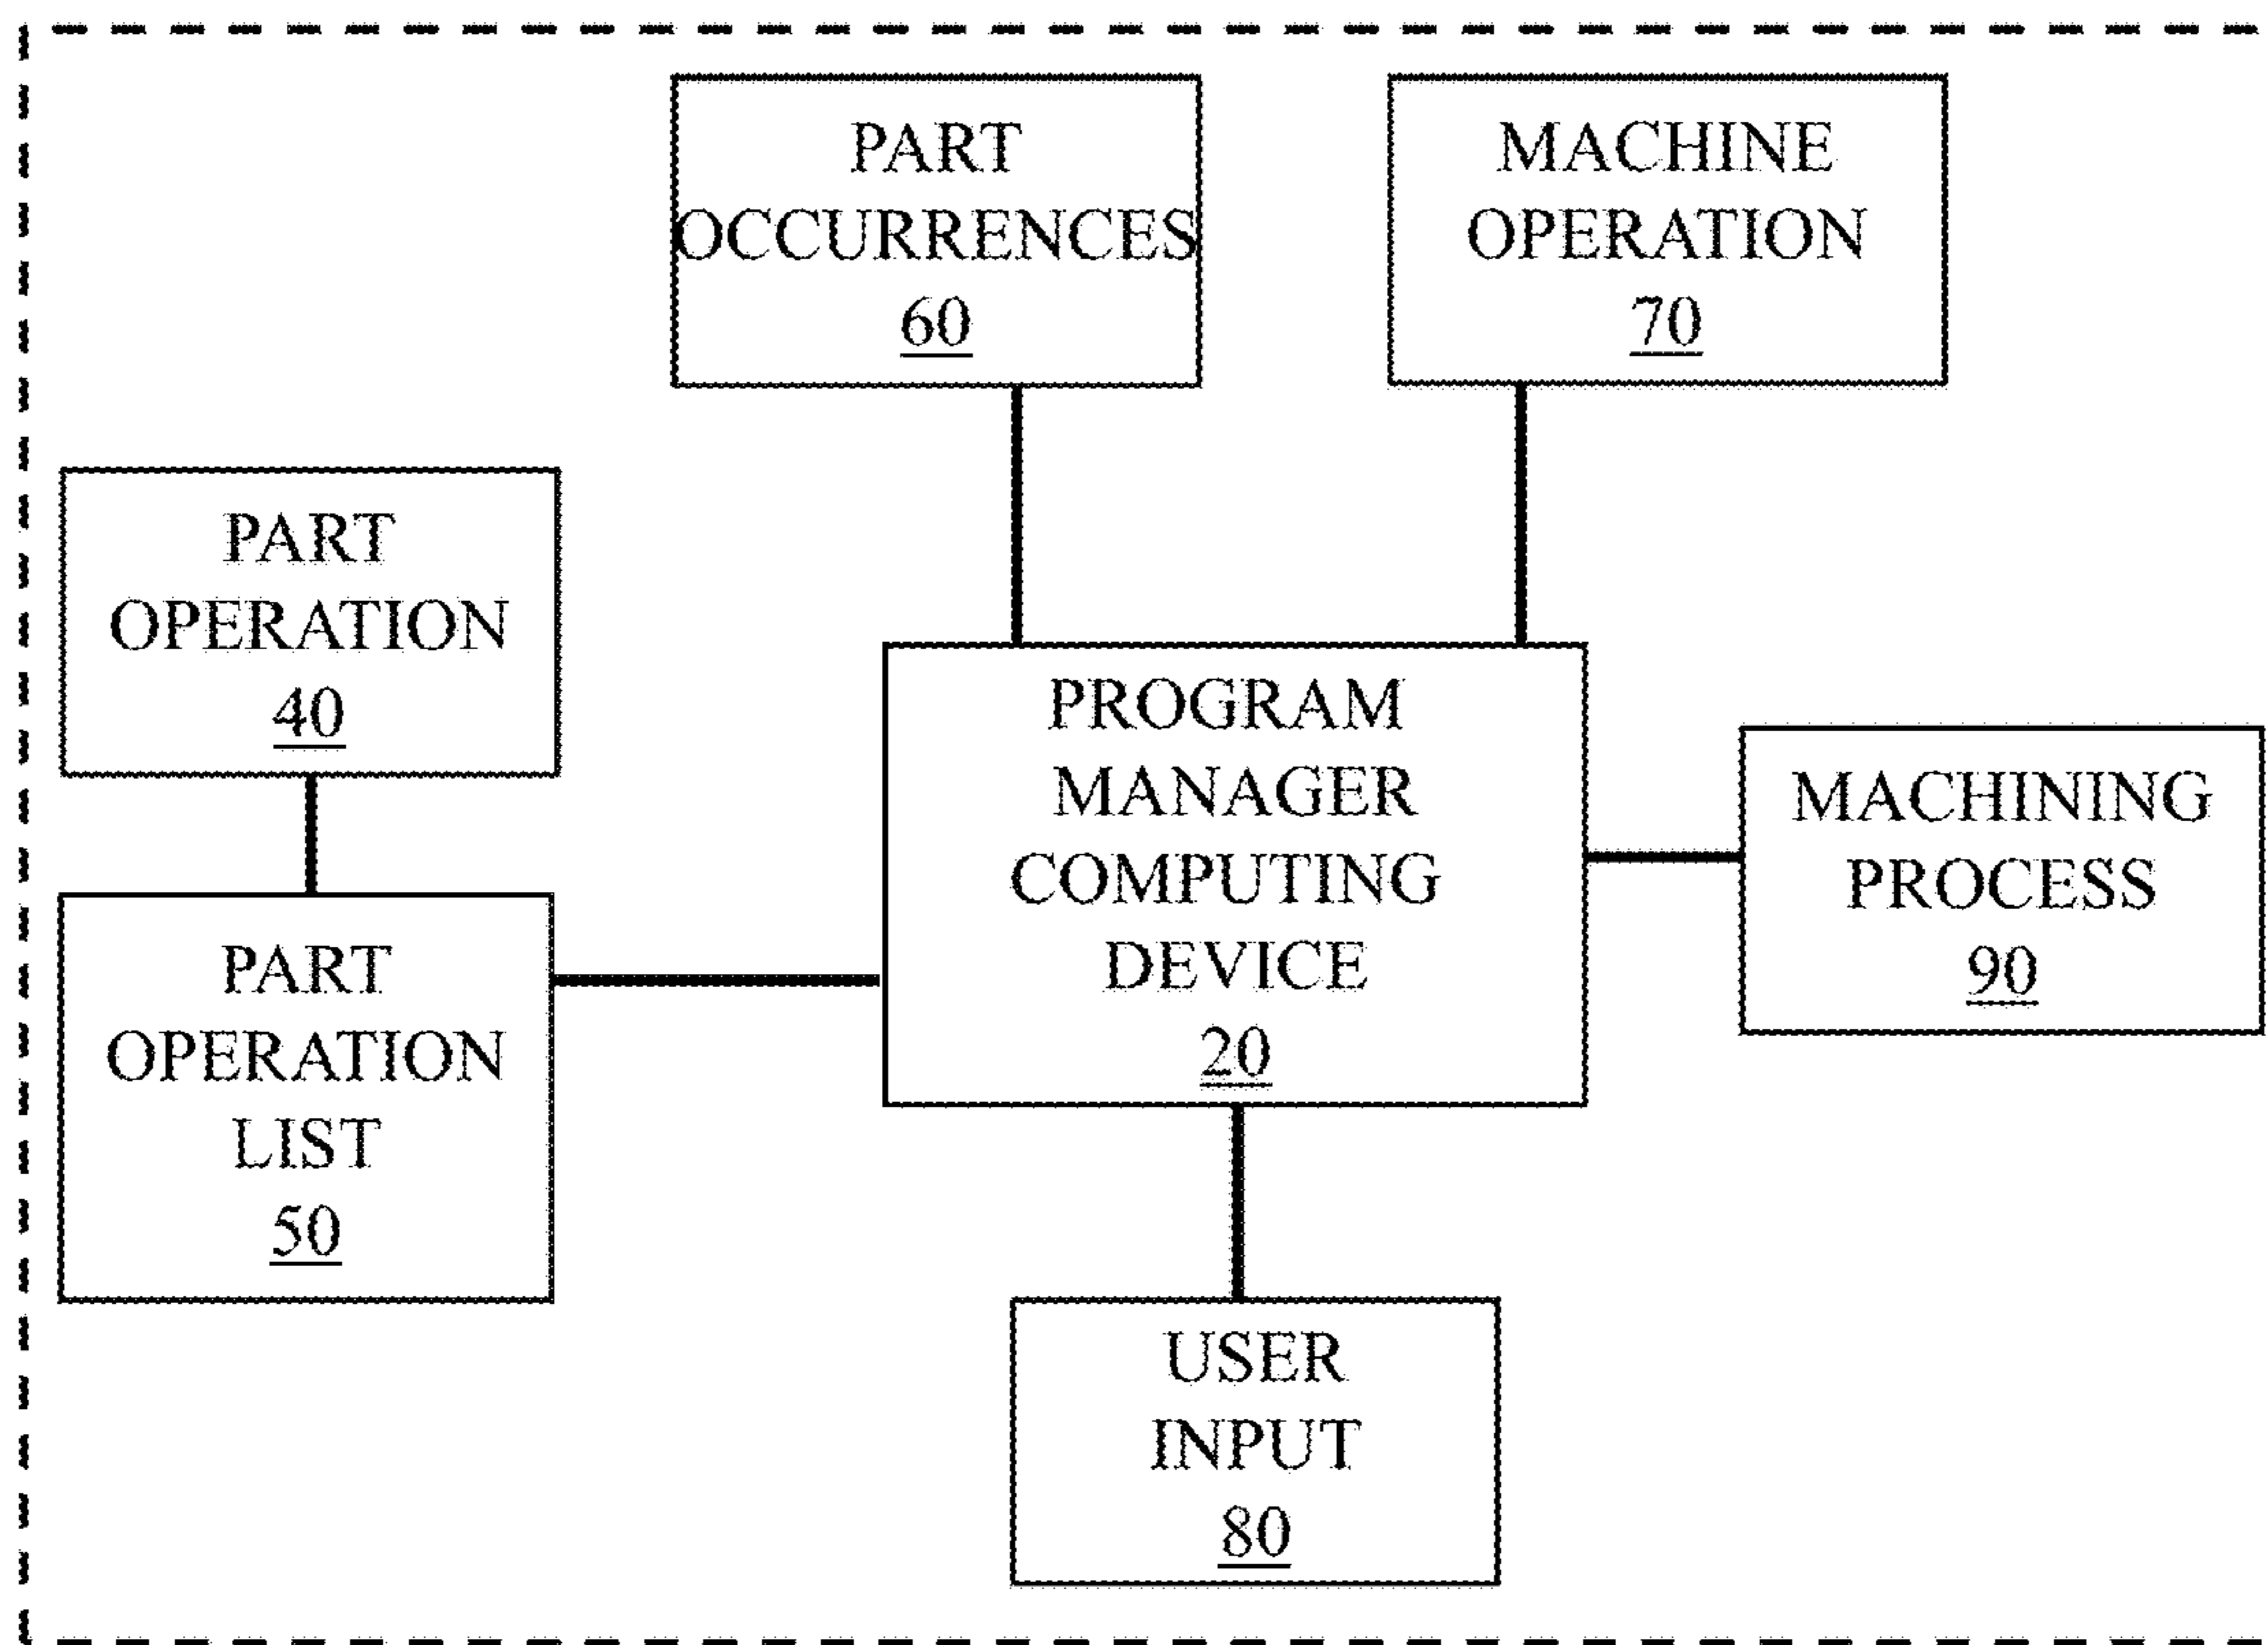 PART
OCCURRENCES
60
MACHINE
OPERATION
70
PART
OPERATION
40
PROGRAM
MANAGER
COMPUTING
DEVICE
20
MACHINING
PROCESS
90
PART
OPERATION
LIST
50
USER
INPUT
80